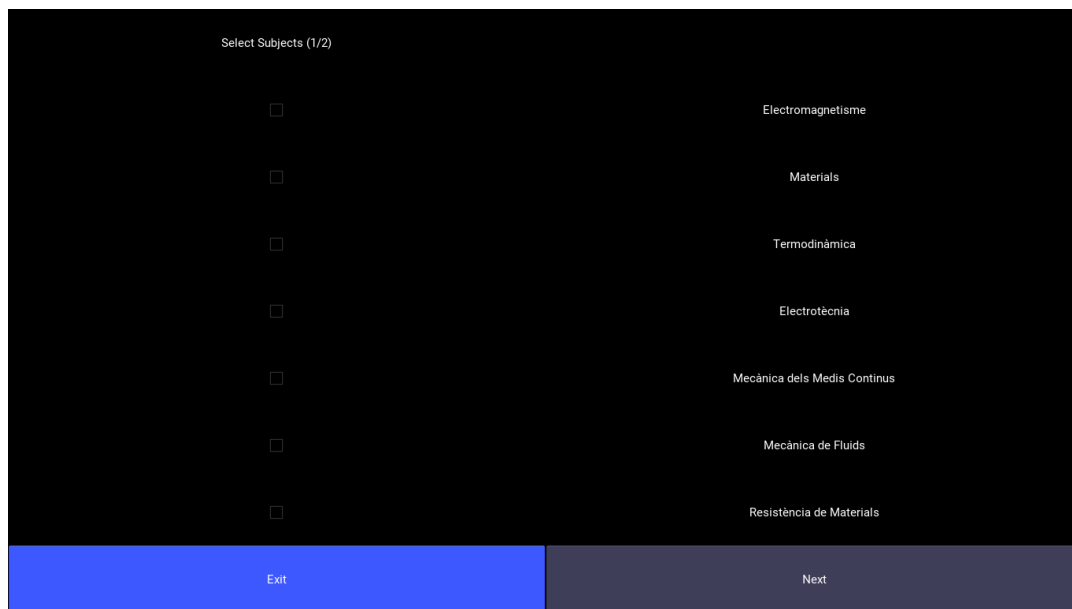 Select Subjects (1/2)
Electromagnetisme
Materials
Termodinàmica
Electrotècnia
Mecànica dels Medis Continus
Mecànica de Fluids
Resistència de Materials
Exit
Next